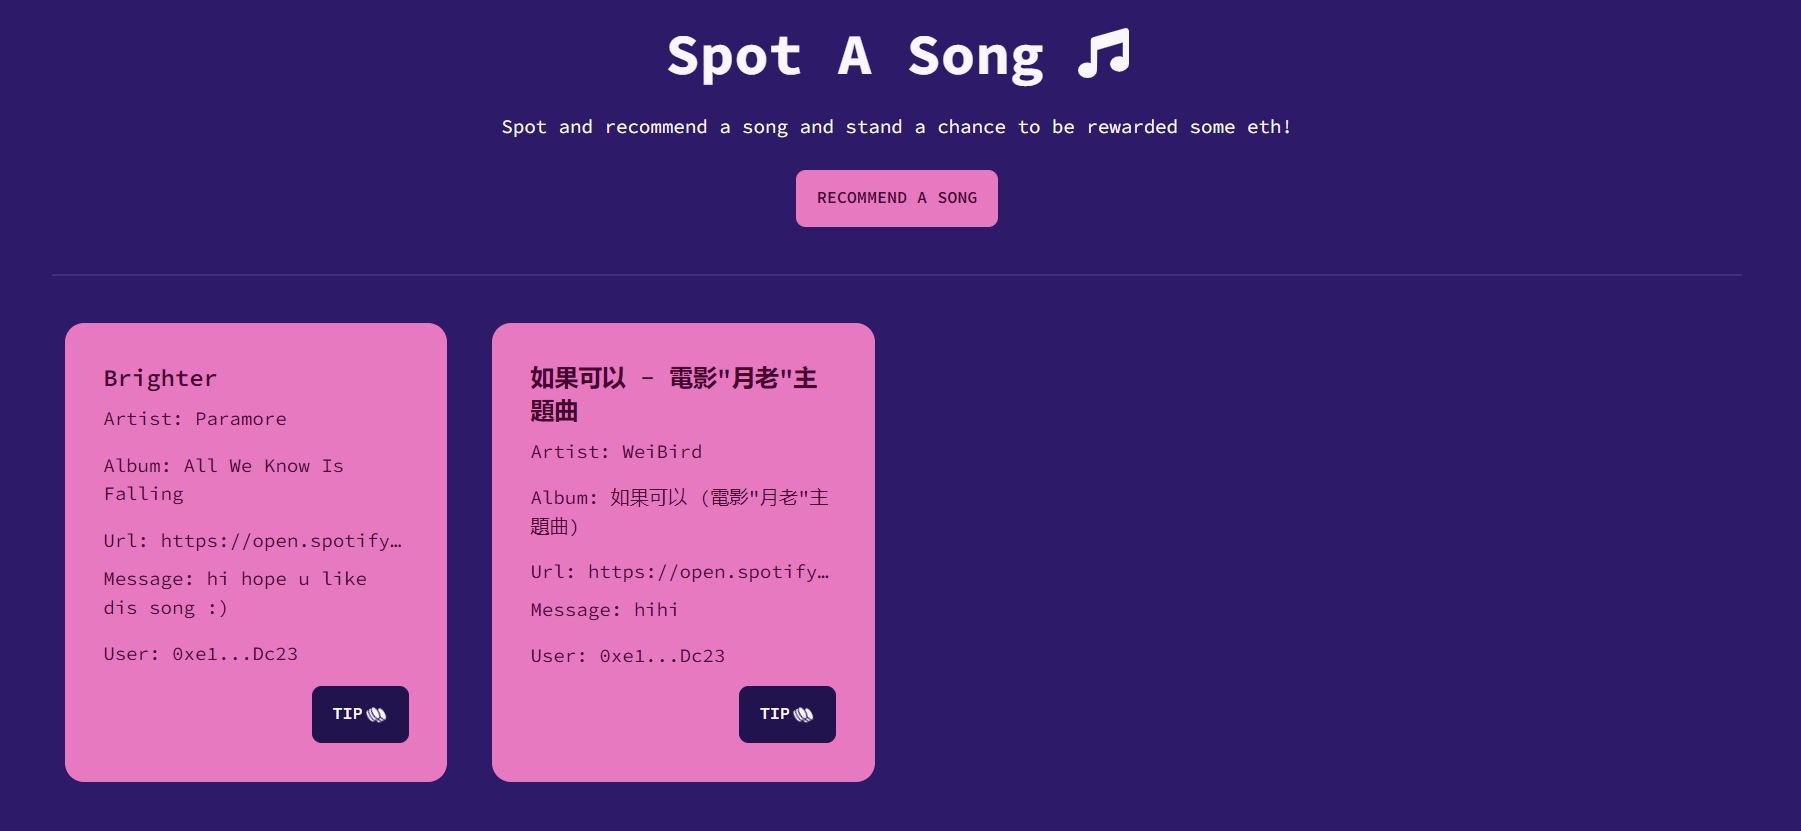 Spot A Song
Spot and recommend a song and stand a chance to be rewarded some eth!
RECOMMEND A SONG
Brighter
Artist: Paramore
Album: All We Know Is
Falling
Url: https://open.spotify…
Message: hi hope u like
dis song :)
User: 0xe1...Dc23
TIP
如果可以 - 電影"月老"主
題曲
Artist: WeiBird
Album: 如果可以 (電影"月老"主
題曲)
Url: https://open.spotify…
Message: hihi
User: 0xe1...Dc23
TIP